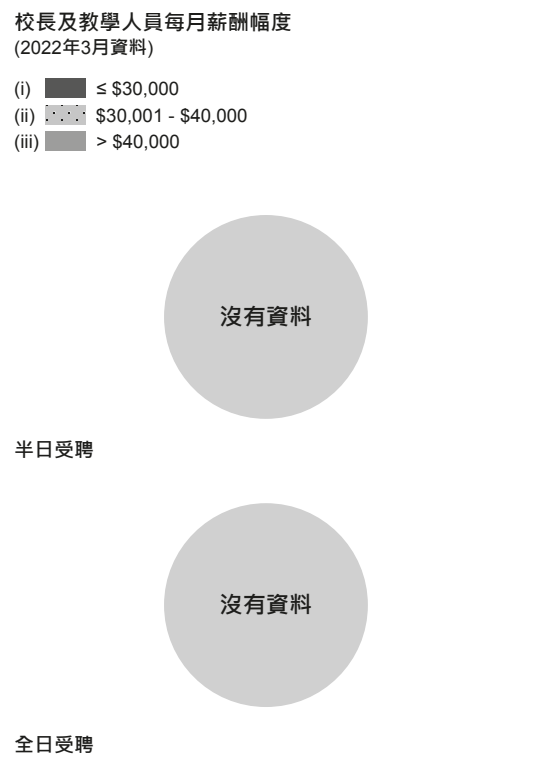 校長及教學人員每月薪酬幅度
(2022年3月資料)
(i) ≤ $30,000
(ii) $30,001 - $40,000
(iii) > $40,000
沒有資料
半日受聘
沒有資料
全日受聘